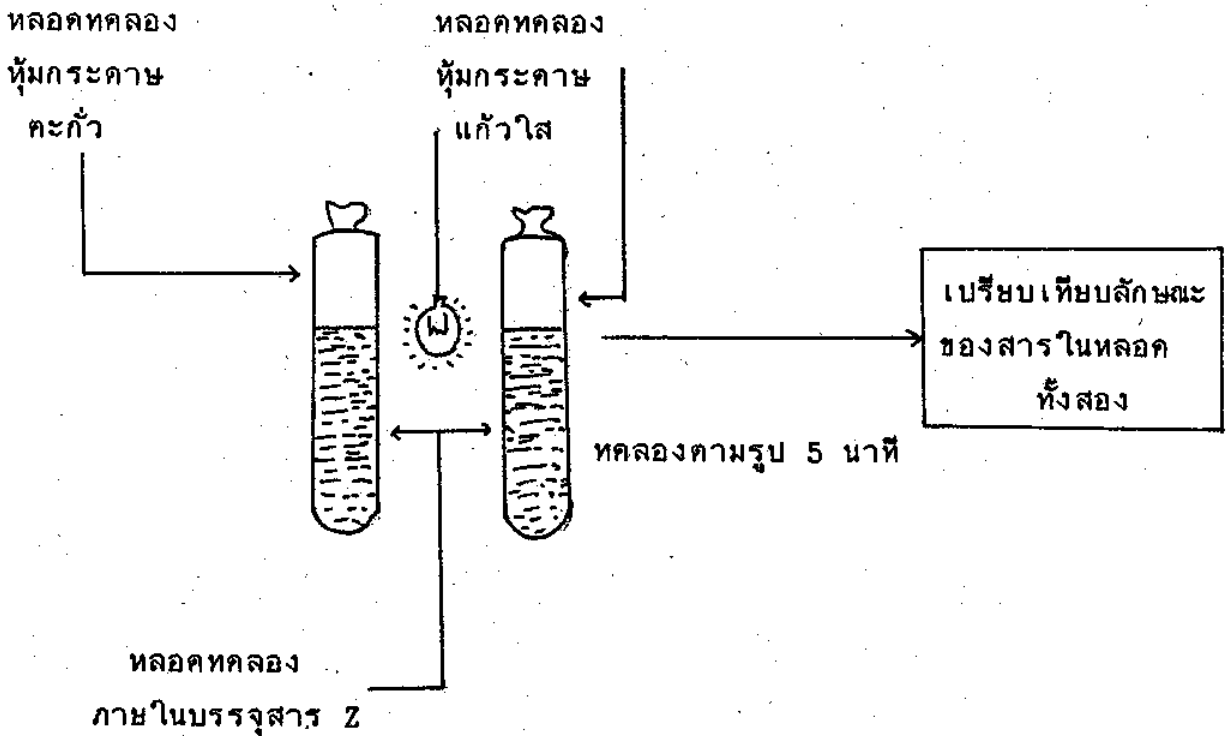 หลอดทดลอง
หุ้มกระดาษ
ตะกั่ว
หลอดทดลอง
หุ้มกระดาษ
แก้วใส
เปรียบเทียบลักษณะ
ของสารในหลอด
ทั้งสอง
ทดลองตามรูป 5 นาที
หลอดทดลอง
ภายในบรรจุสาร Z